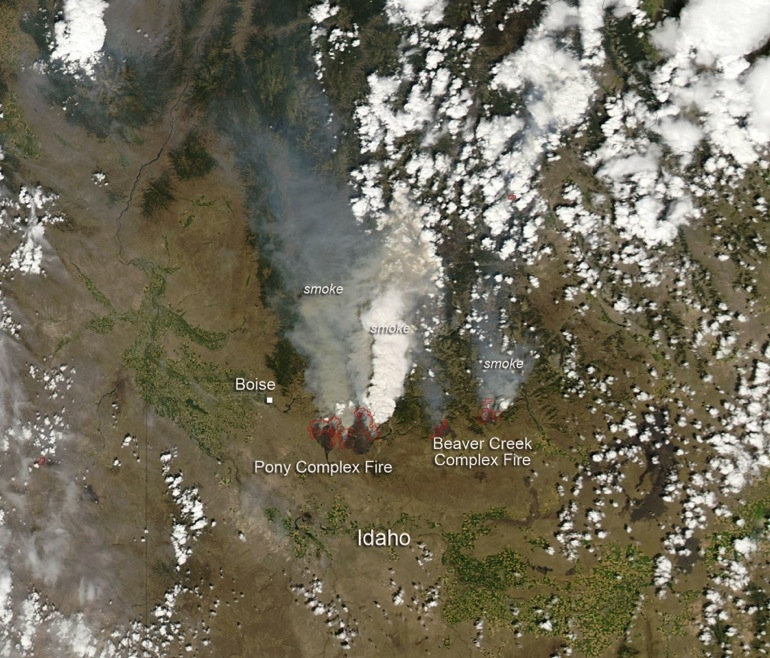 smoke
smoke
smoke
Boise
Beaver Creek
Complex Fire
Pony Complex Fire
Idaho